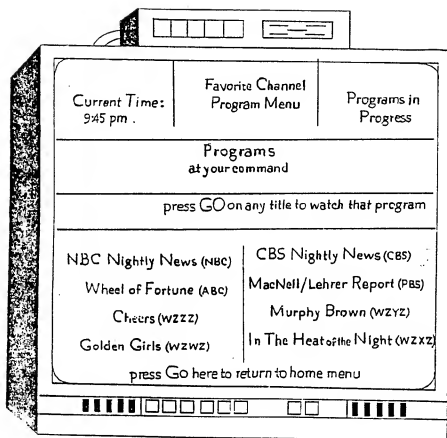 Current Time:
9:45 pm .
Favorite Channel
Program Menu
Programs in
Progress
Programs
at your command
press GO on any title to watch that program
NBC Nightly News (NBC)
Wheel of Fortune (ABC)
Cheers (WZZZ)
Golden Girls (WZWZ)
CBS Nightly News (CBS)
MacNeil/Lehrer Report (PBS)
Murphy Brown (WZYZ)
In The Heat of the Night (WZXZ)
press Go here to return to home menu